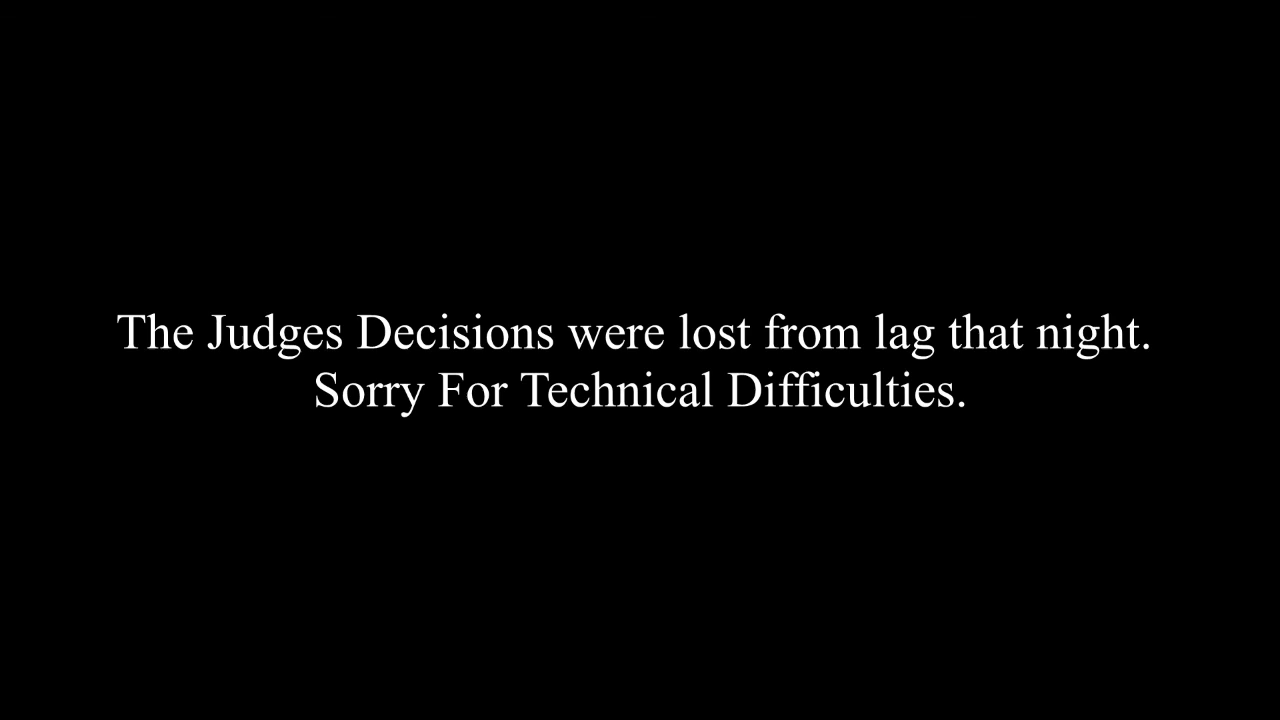 The Judges Decisions were lost from lag that night.
Sorry For Technical Difficulties.